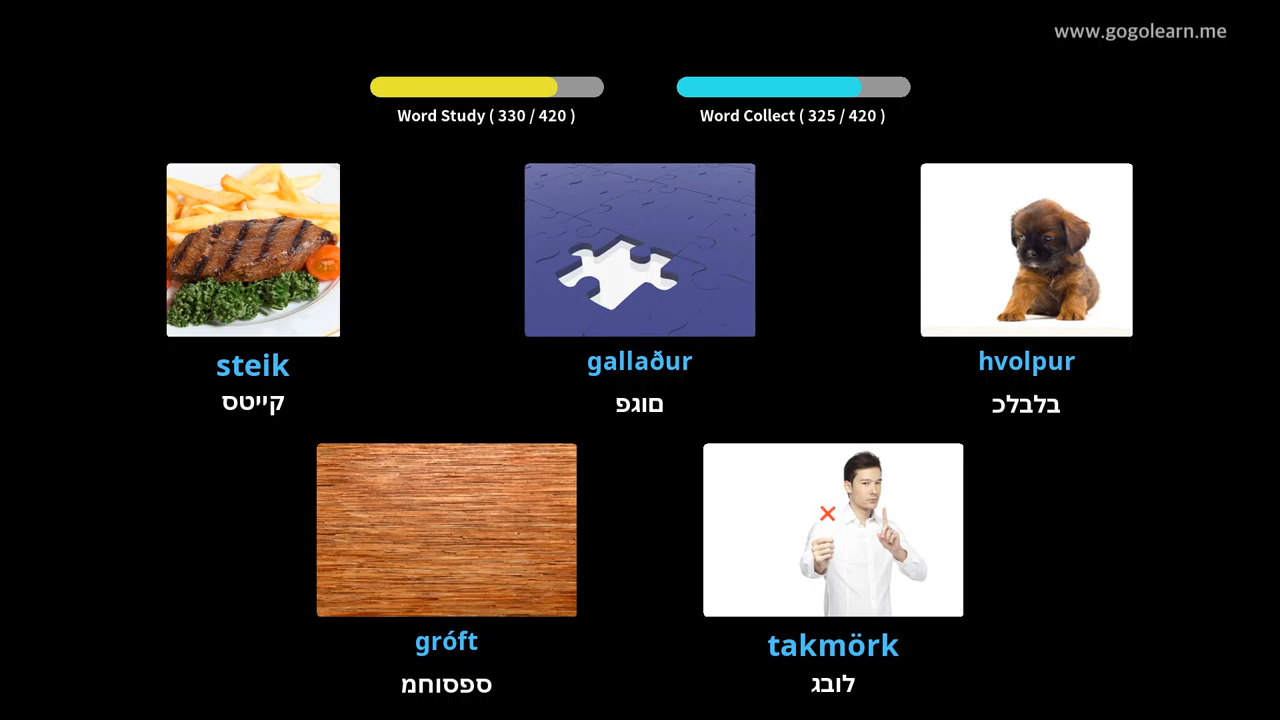 www.gogolearn.me
Word Study ( 330 / 420 )
Word Collect ( 325 / 420 )
steik
קייטס
gallaður
םוגפ
hvolpur
בלבלכ
gróft
ספסוחמ
takmörk
לובג